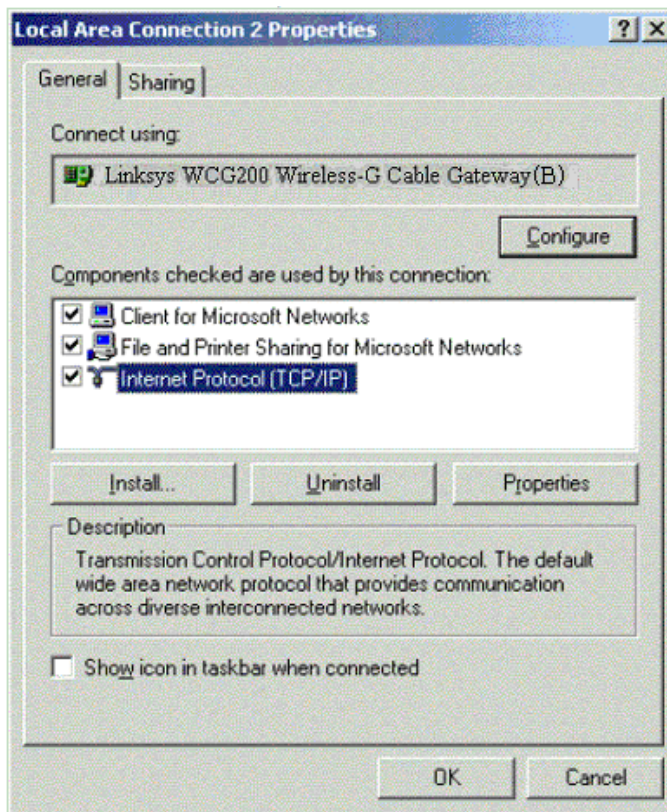 Local Area Connection 2 Properties
General
Sharing
Connect using:
Linksys WCG200 Wireless-G Cable Gateway(B)
Configure
Components checked are used by this connection:
Client for Microsoft Networks
File and Printer Sharing for Microsoft Networks
Internet Protocol (TCP/IP)
Install...
Uninstall
Properties
Description
Transmission Control Protocol/Internet Protocol. The default
wide area network protocol that provides communication
across diverse interconnected networks.
Show icon in taskbar when connected
OK
Cancel